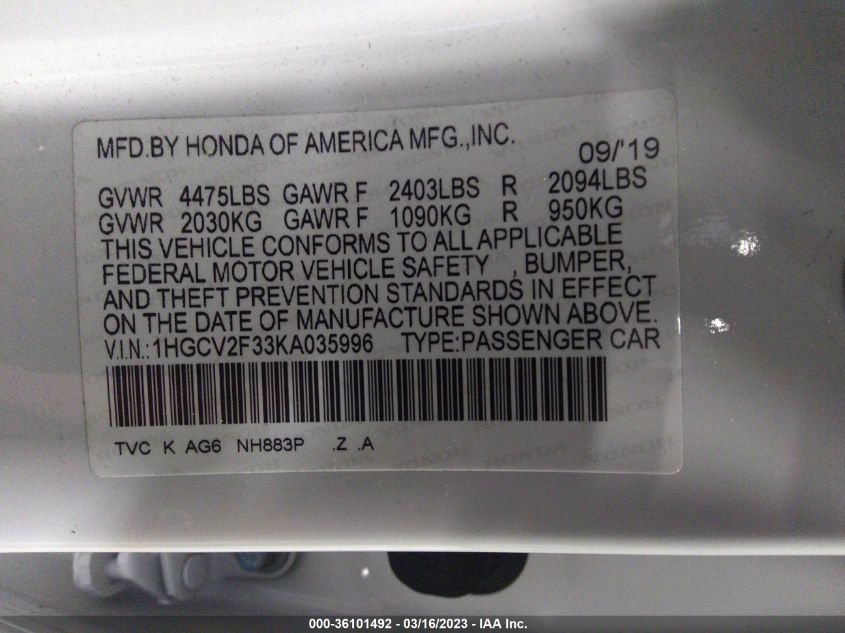 MFD.BY HONDA OF AMERICA MFG.,INC.
09/'19
GVWR 4475LBS GAWR F 2403LBS R 2094LBS
GVWR 2030KG GAWR F 1090KG R 950KG
THIS VEHICLE CONFORMS TO ALL APPLICABLE
FEDERAL MOTOR VEHICLE SAFETY , BUMPER,
AND THEFT PREVENTION STANDARDS IN EFFECT
ON THE DATE OF MANUFACTURE SHOWN ABOVE.
V.I.N.:1HGCV2F33KA035996 TYPE:PASSENGER CAR
TVC K AG6 NH883P .Z .A
000-36101492 - 03/16/2023 - IAA Inc.